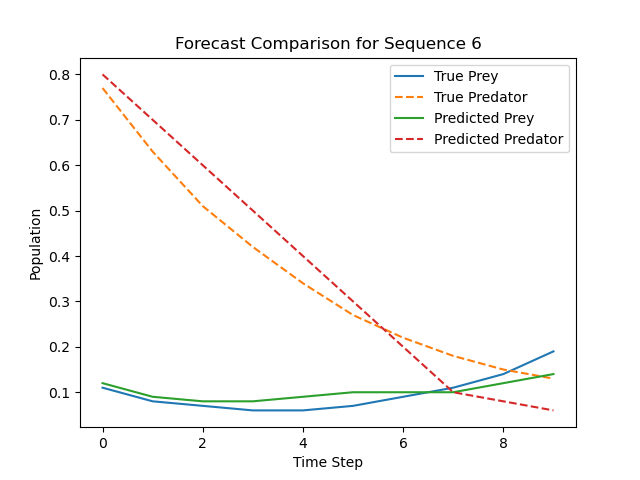 Forecast Comparison for Sequence 6
True Prey
True Predator
Predicted Prey
Predicted Predator
Population
0.8
0.7
0.6
0.5
0.4
0.3
0.2
0.1
0 2 4 6 8
Time Step